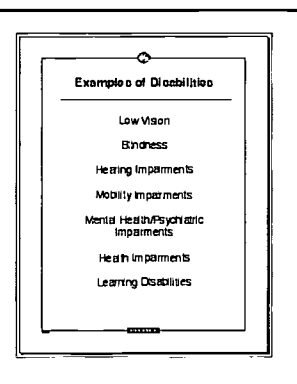 Examples of Disabilities
Low Vision
Blindness
Hearing Impairments
Mobility Impairments
Mental Health/Psychiatric
Impairments
Health Impairments
Learning Disabilities